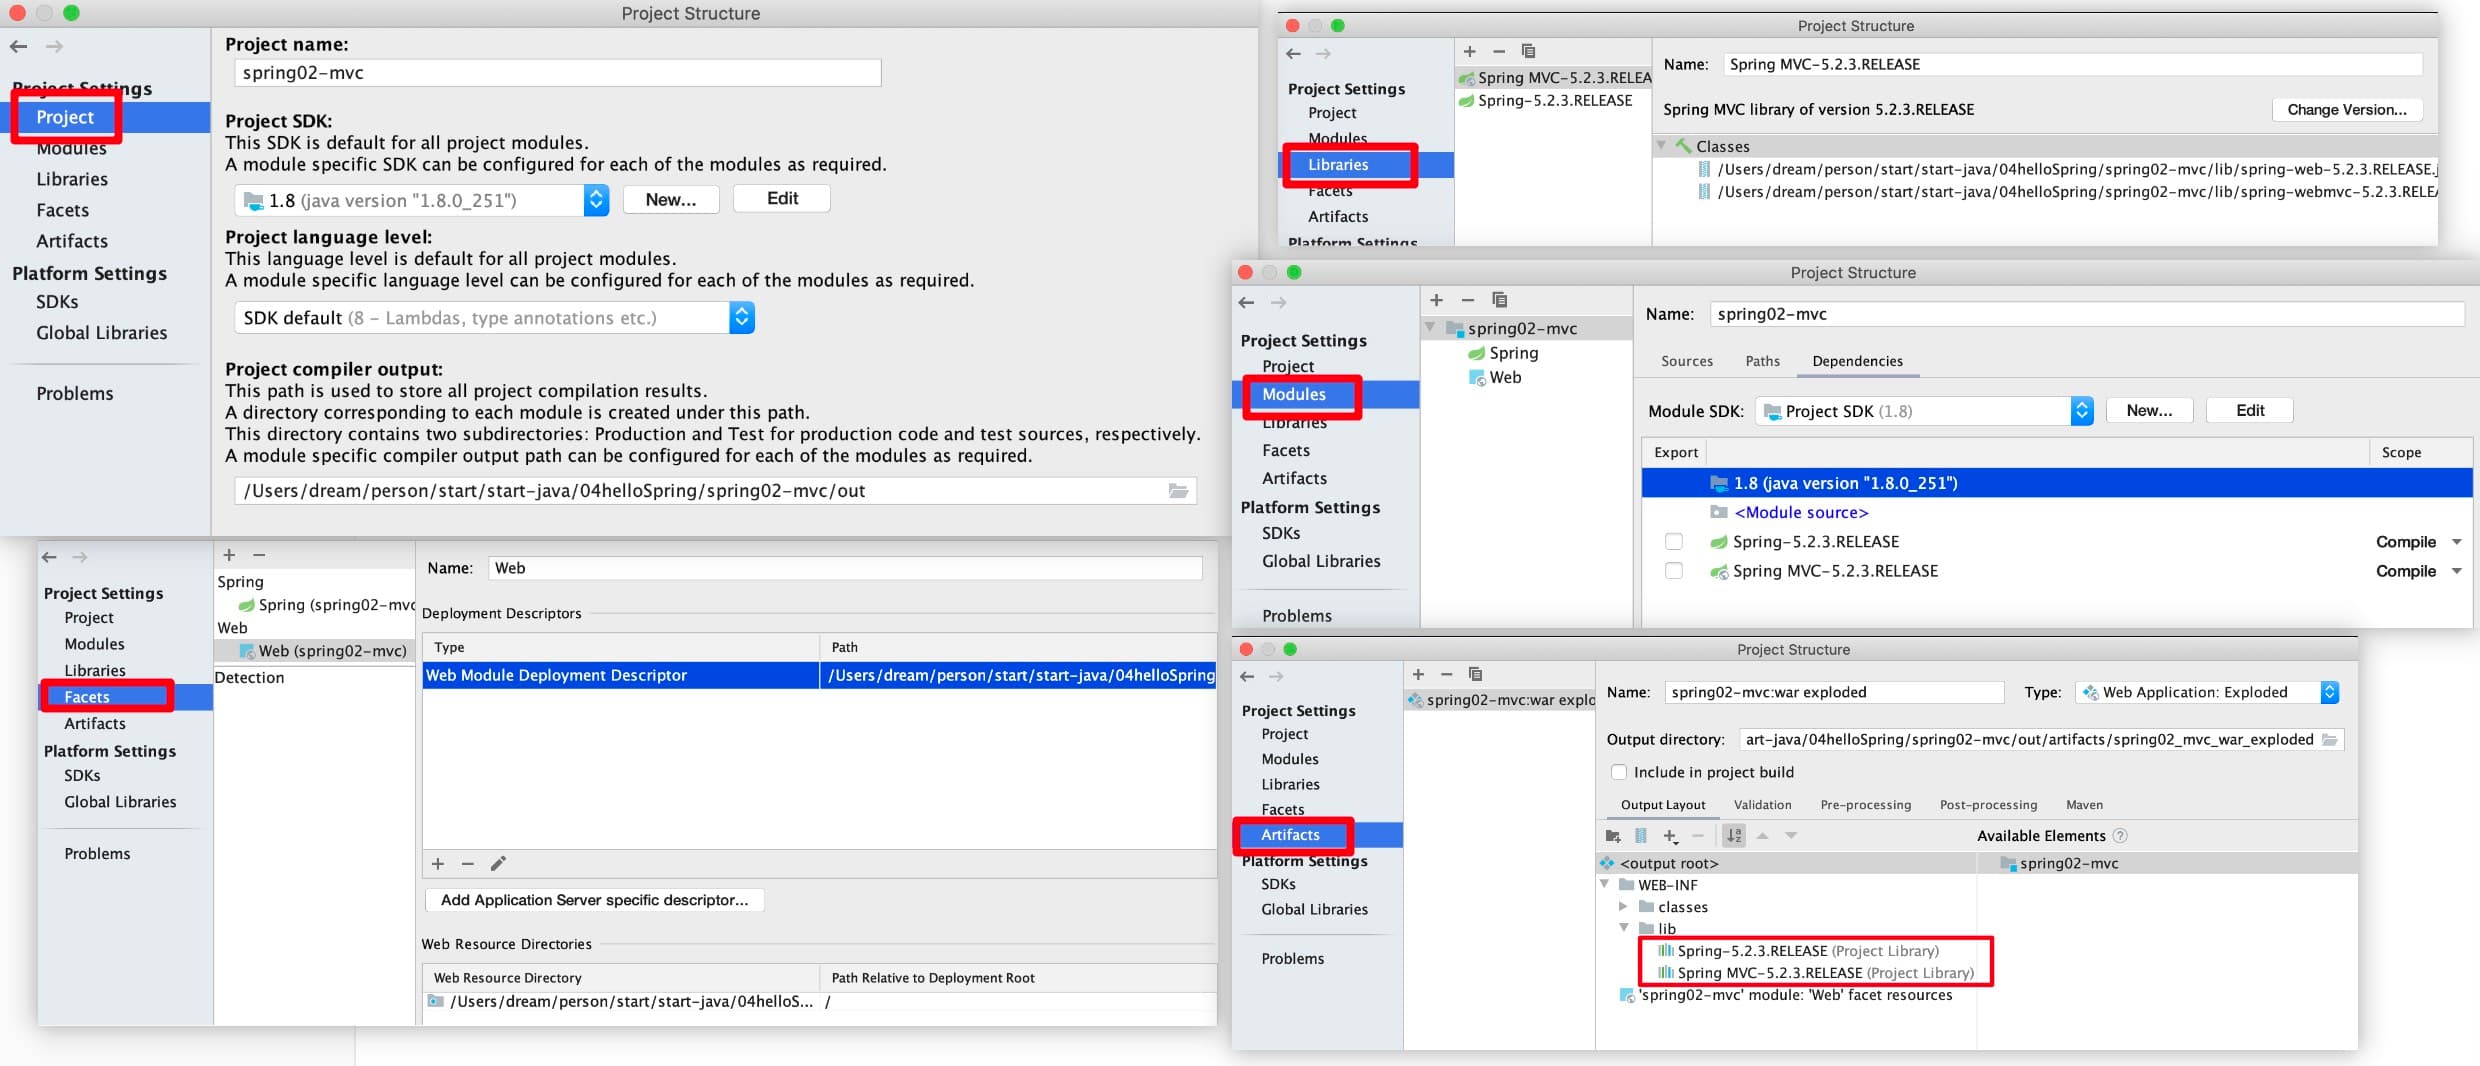 Project Structure
Project Settings
Project
Modules
Libraries
Facets
Artifacts
Platform Settings
SDKs
Global Libraries
Problems
Project name:
spring02-mvc
Project SDK:
This SDK is default for all project modules.
A module specific SDK can be configured for each of the modules as required.
1.8 (java version "1.8.0_251")
New...
Edit
Project language level:
This language level is default for all project modules.
A module specific language level can be configured for each of the modules as required.
SDK default (8 – Lambdas, type annotations etc.)
Project compiler output:
This path is used to store all project compilation results.
A directory corresponding to each module is created under this path.
This directory contains two subdirectories: Production and Test for production code and test sources, respectively.
A module specific compiler output path can be configured for each of the modules as required.
/Users/dream/person/start/start-java/04helloSpring/spring02-mvc/out
Project Structure
Project Settings
Project
Modules
Libraries
Facets
Artifacts
Platform Settings
Spring MVC-5.2.3.RELEA
Spring-5.2.3.RELEASE
Name: Spring MVC-5.2.3.RELEASE
Spring MVC library of version 5.2.3.RELEASE
Change Version...
Classes
/Users/dream/person/start/start-java/04helloSpring/spring02-mvc/lib/spring-web-5.2.3.RELEASE.j
/Users/dream/person/start/start-java/04helloSpring/spring02-mvc/lib/spring-webmvc-5.2.3.RELEA
Project Structure
Project Settings
Project
Modules
Libraries
Facets
Artifacts
Platform Settings
SDKs
Global Libraries
Problems
spring02-mvc
Spring
Web
Name: spring02-mvc
Sources Paths Dependencies
Module SDK: Project SDK (1.8) New... Edit
Export Scope
1.8 (java version "1.8.0_251")
<Module source>
Spring-5.2.3.RELEASE Compile
Spring MVC-5.2.3.RELEASE Compile
Project Settings
Project
Modules
Libraries
Facets
Artifacts
Platform Settings
SDKs
Global Libraries
Problems
Spring
Spring (spring02-mvc
Web
Web (spring02-mvc)
Detection
Name: Web
Deployment Descriptors
Type Path
Web Module Deployment Descriptor /Users/dream/person/start/start-java/04helloSpring
Add Application Server specific descriptor...
Web Resource Directories
Web Resource Directory Path Relative to Deployment Root
/Users/dream/person/start/start-java/04helloS... /
Project Structure
Project Settings
Project
Modules
Libraries
Facets
Artifacts
Platform Settings
SDKs
Global Libraries
Problems
spring02-mvc:war explo
Name: spring02-mvc:war exploded Type: Web Application: Exploded
Output directory: art-java/04helloSpring/spring02-mvc/out/artifacts/spring02_mvc_war_exploded
Include in project build
Output Layout Validation Pre-processing Post-processing Maven
Available Elements ?
<output root>
WEB-INF
classes
lib
Spring-5.2.3.RELEASE (Project Library)
Spring MVC-5.2.3.RELEASE (Project Library)
'spring02-mvc' module: 'Web' facet resources
spring02-mvc